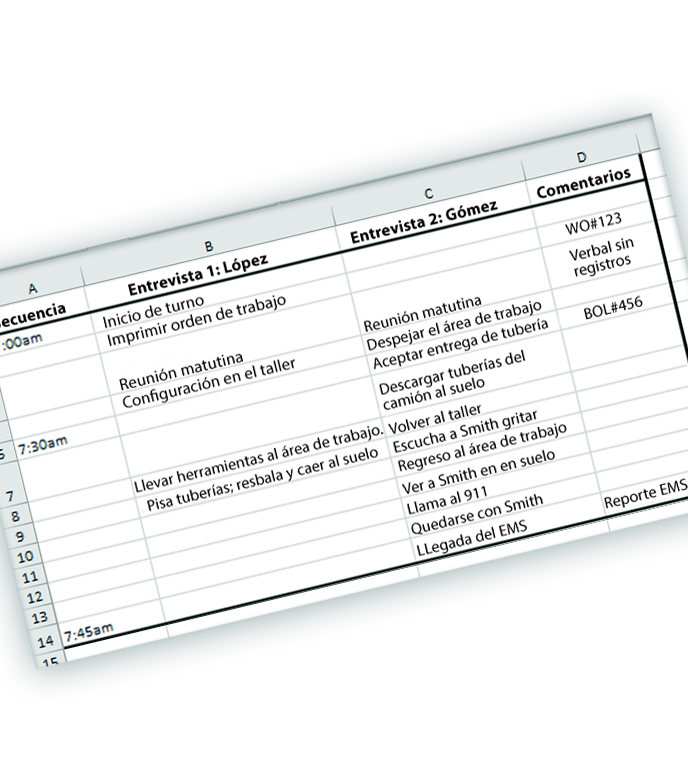 A
B
C
D
ecuencia
Entrevista 1: López
Entrevista 2: Gómez
Comentarios
:00am
Inicio de turno
Imprimir orden de trabajo
WO#123
Reunión matutina
Reunión matutina
Verbal sin
registros
Configuración en el taller
Despejar el área de trabajo
7:30am
Aceptar entrega de tubería
BOL#456
7
Descargar tuberías del
camión al suelo
8
Llevar herramientas al área de trabajo.
Volver al taller
9
Pisa tuberías; resbala y caer al suelo
Escucha a Smith gritar
10
Regreso al área de trabajo
11
Ver a Smith en en suelo
12
Llama al 911
13
Quedarse con Smith
14
7:45am
LLegada del EMS
Reporte EMS
15